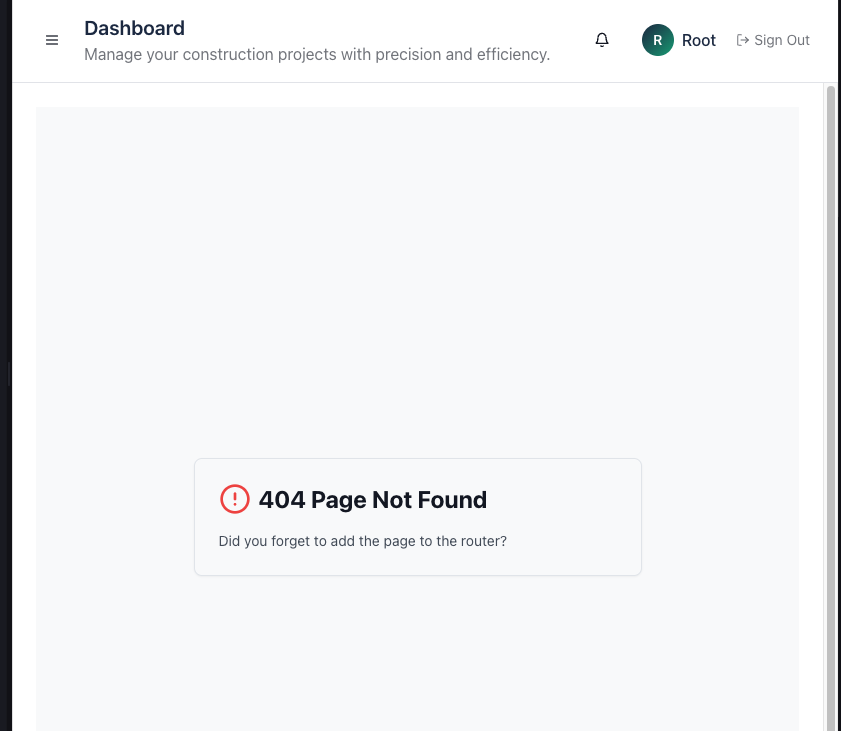 Dashboard
Manage your construction projects with precision and efficiency.
R
Root
Sign Out
404 Page Not Found
Did you forget to add the page to the router?